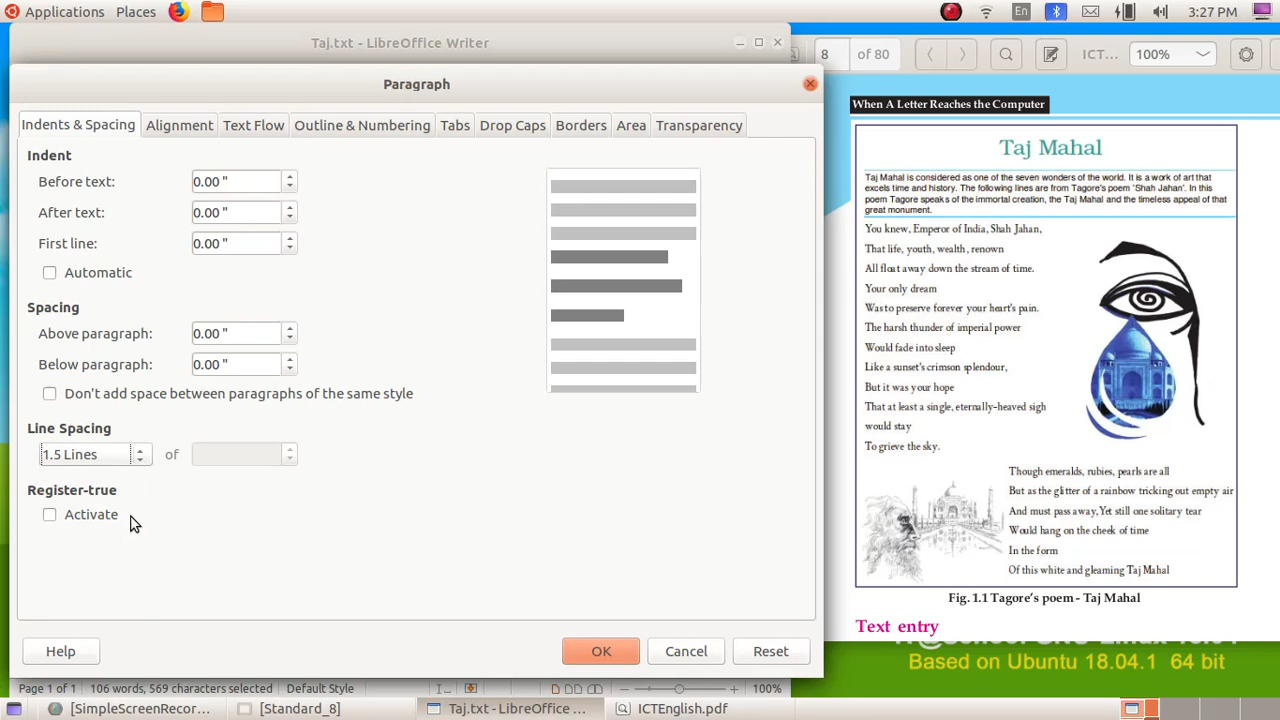 Applications Places En 3:27 PM
Taj.txt - LibreOffice Writer
8 of 80 ICT... 100%
Paragraph
Indents & Spacing Alignment Text Flow Outline & Numbering Tabs Drop Caps Borders Area Transparency
Indent
Before text: 0.00 "
After text: 0.00 "
First line: 0.00 "
Automatic
Spacing
Above paragraph: 0.00 "
Below paragraph: 0.00 "
Don't add space between paragraphs of the same style
Line Spacing
1.5 Lines of
Register-true
Activate
Help OK Cancel Reset
When A Letter Reaches the Computer
Taj Mahal
Taj Mahal is considered as one of the seven wonders of the world. It is a work of art that
excels time and history. The following lines are from Tagore's poem 'Shah Jahan'. In this
poem Tagore speaks of the immortal creation, the Taj Mahal and the timeless appeal of that
great monument.
You knew, Emperor of India, Shah Jahan,
That life, youth, wealth, renown
All float away down the stream of time.
Your only dream
Was to preserve forever your heart's pain.
The harsh thunder of imperial power
Would fade into sleep
Like a sunset's crimson splendour,
But it was your hope
That at least a single, eternally-heaved sigh
would stay
To grieve the sky.
Though emeralds, rubies, pearls are all
But as the glitter of a rainbow tricking out empty air
And must pass away, Yet still one solitary tear
Would hang on the cheek of time
In the form
Of this white and gleaming Taj Mahal
Fig. 1.1 Tagore's poem - Taj Mahal
Text entry
Based on Ubuntu 18.04.1 64 bit
Page 1 of 1 106 words, 569 characters selected Default Style 100%
[SimpleScreenRecor... [Standard_8] Taj.txt - LibreOffice ... ICTEnglish.pdf